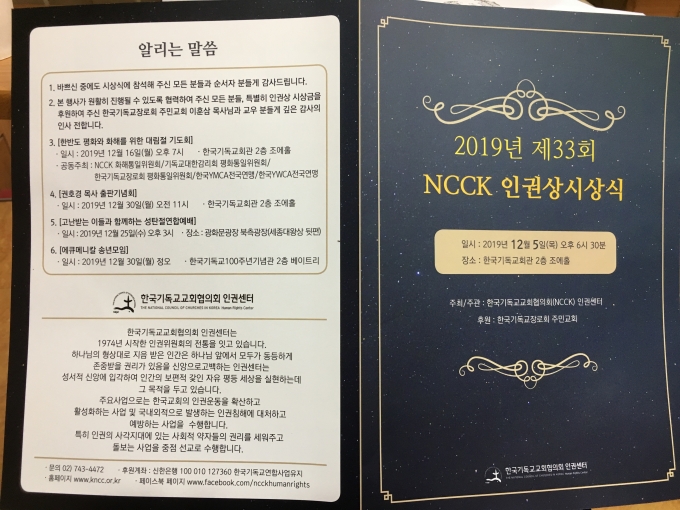 알리는 말씀
1. 바쁘신 중에도 시상식에 참석해 주신 모든 분들과 순서자 분들께 감사드립니다.
2. 본 행사가 원활히 진행될 수 있도록 협력하여 주신 모든 분들, 특별히 인권상 시상금을
후원하여 주신 한국기독교장로회 주민교회 이훈삼 목사님과 교우 분들께 깊은 감사의
인사 전합니다.
3. [한반도 평화와 화해를 위한 대림절 기도회]
· 일시 : 2019년 12월 16일(월) 오후 7시 · 한국기독교회관 2층 조에홀
· 공동주최 : NCCK 화해통일위원회/기독교대한감리회 평화통일위원회/
한국기독교장로회 평화통일위원회/한국YMCA전국연맹/한국YWCA전국연맹
4. [권호경 목사 출판기념회]
· 일시 : 2019년 12월 30일(월) 오전 11시 · 한국기독교회관 2층 조에홀
5. [고난받는 이들과 함께하는 성탄절연합예배]
· 일시 : 2019년 12월 25일(수) 오후 3시 · 장소 : 광화문광장 북측광장(세종대왕상 뒷편)
6. [에큐메니칼 송년모임]
· 일시 : 2019년 12월 30일(월) 정오 · 한국기독교100주년기념관 2층 베이트리
한국기독교교회협의회 인권센터
THE NATIONAL COUNCIL OF CHURCHES IN KOREA Human Rights Center
한국기독교교회협의회 인권센터는
1974년 시작한 인권위원회의 전통을 잇고 있습니다.
하나님의 형상대로 지음 받은 인간은 하나님 앞에서 모두가 동등하게
존중받을 권리가 있음을 신앙으로고백하는 인권센터는
성서적 신앙에 입각하여 인간의 보편적 갖인 자유 평등 세상을 실현하는데
그 목적을 두고 있습니다.
주요사업으로는 한국교회의 인권운동을 확산하고
활성화하는 사업 및 국내외적으로 발생하는 인권침해에 대처하고
예방하는 사업을 수행합니다.
특히 인권의 사각지대에 있는 사회적 약자들의 권리를 세워주고
돌보는 사업을 중점 선교로 수행합니다.
· 문의 02) 743-4472 · 후원계좌 : 신한은행 100 010 127360 한국기독교연합사업유지
· 홈페이지 www.kncc.or.kr · 페이스북 페이지 www.facebook.com/ncckhumanrights
2019년 제33회
NCCK 인권상시상식
일시 : 2019년 12월 5일(목) 오후 6시 30분
장소 : 한국기독교회관 2층 조에홀
주최/주관 : 한국기독교교회협의회(NCCK) 인권센터
후원 : 한국기독교장로회 주민교회
한국기독교교회협의회 인권센터